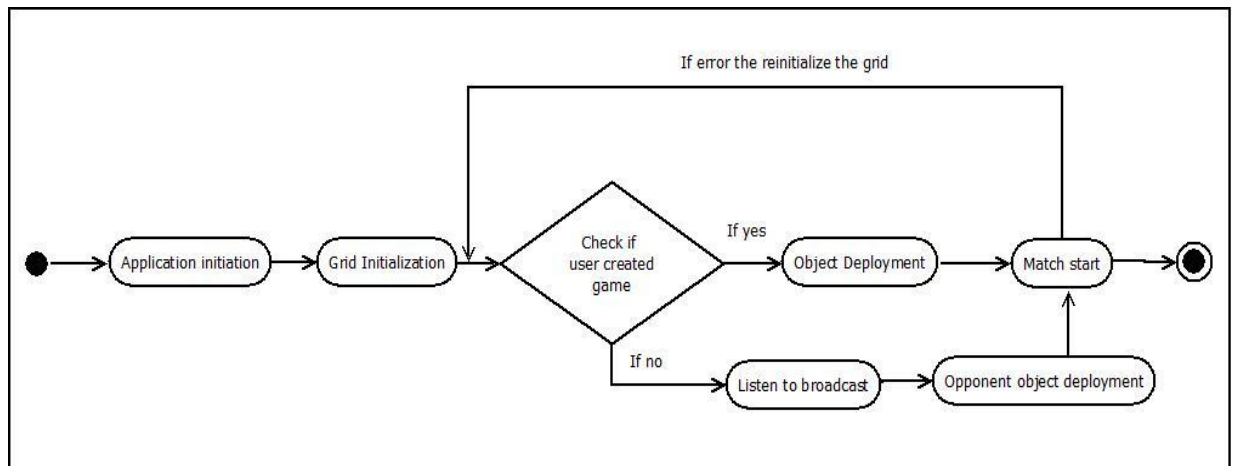 If error the reinitialize the grid
Application initiation
Grid Initialization
Check if
user created
game
If yes
Object Deployment
Match start
If no
Listen to broadcast
Opponent object deployment